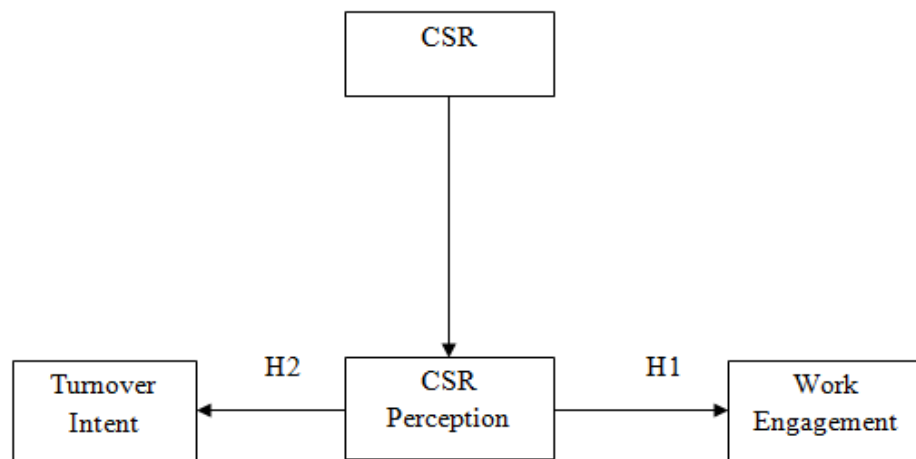 CSR
H2
H1
Turnover
Intent
CSR
Perception
Work
Engagement